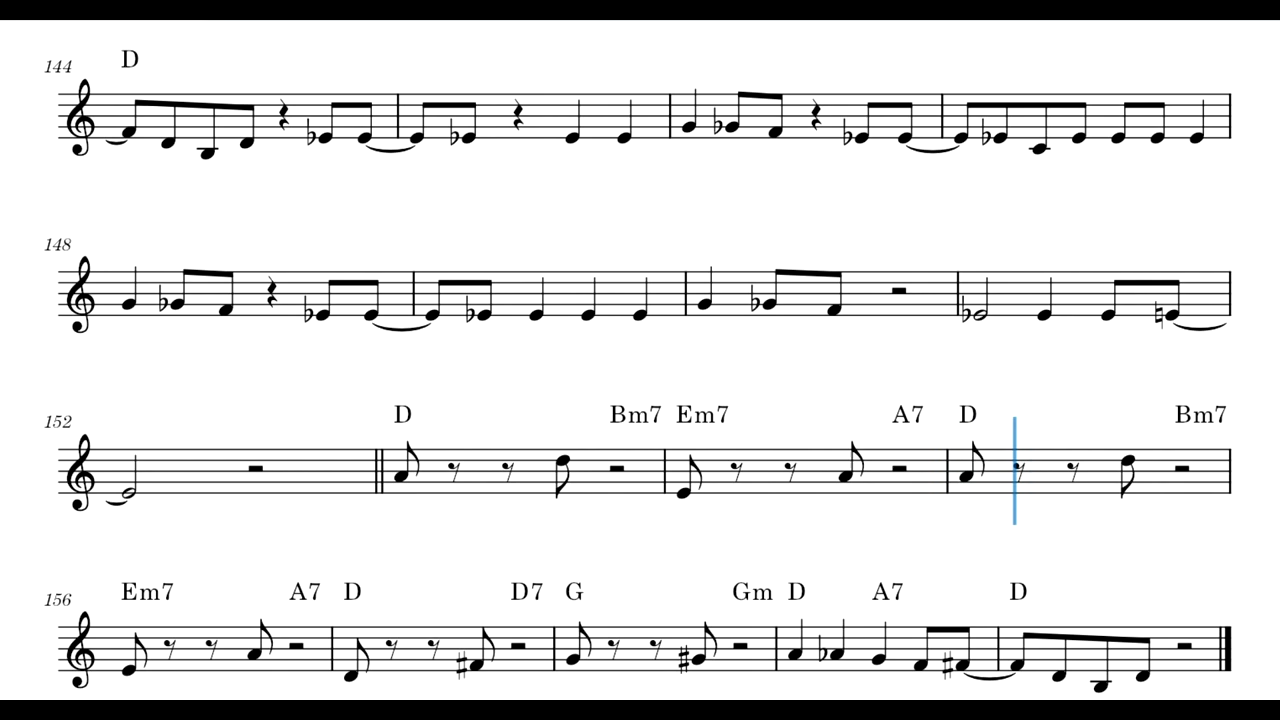 D
144
148
D Bm7 Em7 A7 D Bm7
152
Em7 A7 D D7 G Gm D A7 D
156